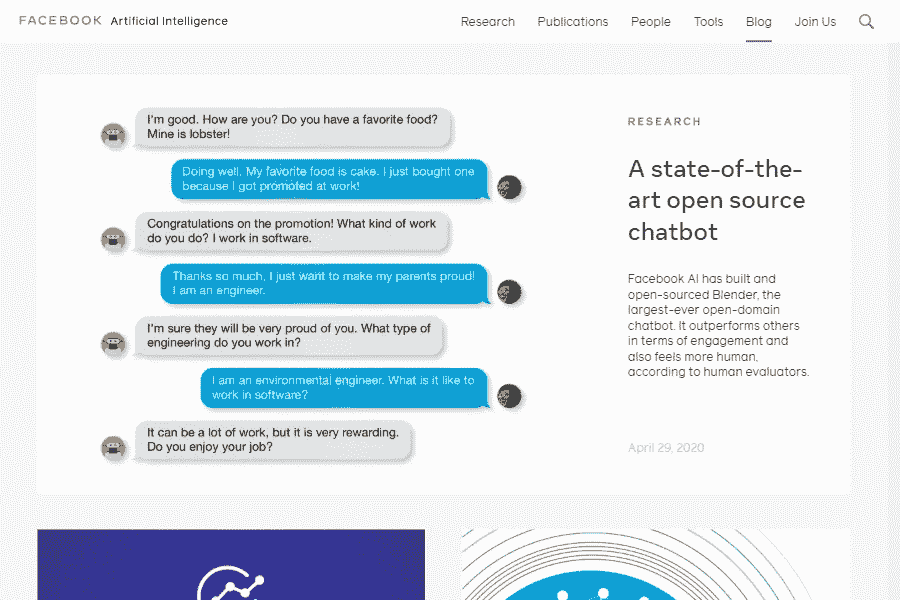 FACEBOOK Artificial Intelligence Research Publications People Tools Blog Join Us
I'm good. How are you? Do you have a favorite food?
Mine is lobster!
Doing well. My favorite food is cake. I just bought one
because I got promoted at work!
Congratulations on the promotion! What kind of work
do you do? I work in software.
Thanks so much, I just want to make my parents proud!
I am an engineer.
I'm sure they will be very proud of you. What type of
engineering do you work in?
I am an environmental engineer. What is it like to
work in software?
It can be a lot of work, but it is very rewarding.
Do you enjoy your job?
RESEARCH
A state-of-the-
art open source
chatbot
Facebook AI has built and
open-sourced Blender, the
largest-ever open-domain
chatbot. It outperforms others
in terms of engagement and
also feels more human,
according to human evaluators.
April 29, 2020